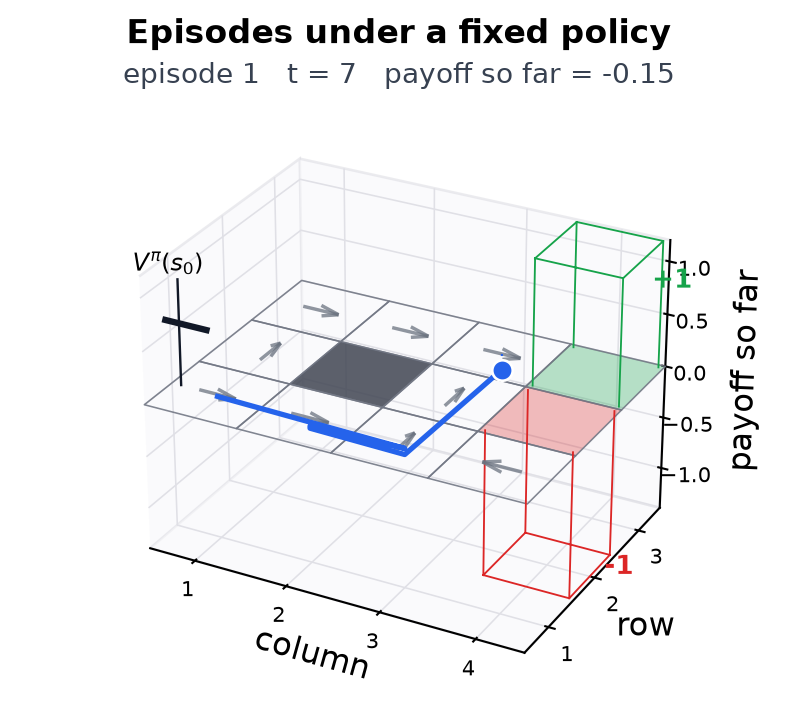 Episodes under a fixed policy
episode 1 t = 7 payoff so far = -0.15
V^π(s₀)
+1
-1
1.0
0.5
0.0
−0.5
−1.0
payoff so far
1
2
3
row
1
2
3
4
column